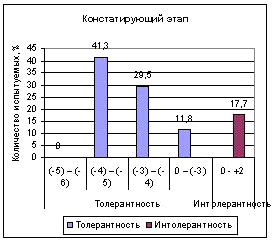 Констатирующий этап
Количество испытуемых, %
45
40
35
30
25
20
15
10
5
0
0
41,3
29,5
11,8
17,7
(-5) – (-6)
(-4) – (-5)
(-3) – (-4)
0 – (-3)
0 - +2
Толерантность
Интолерантность
Толерантность
Интолерантность